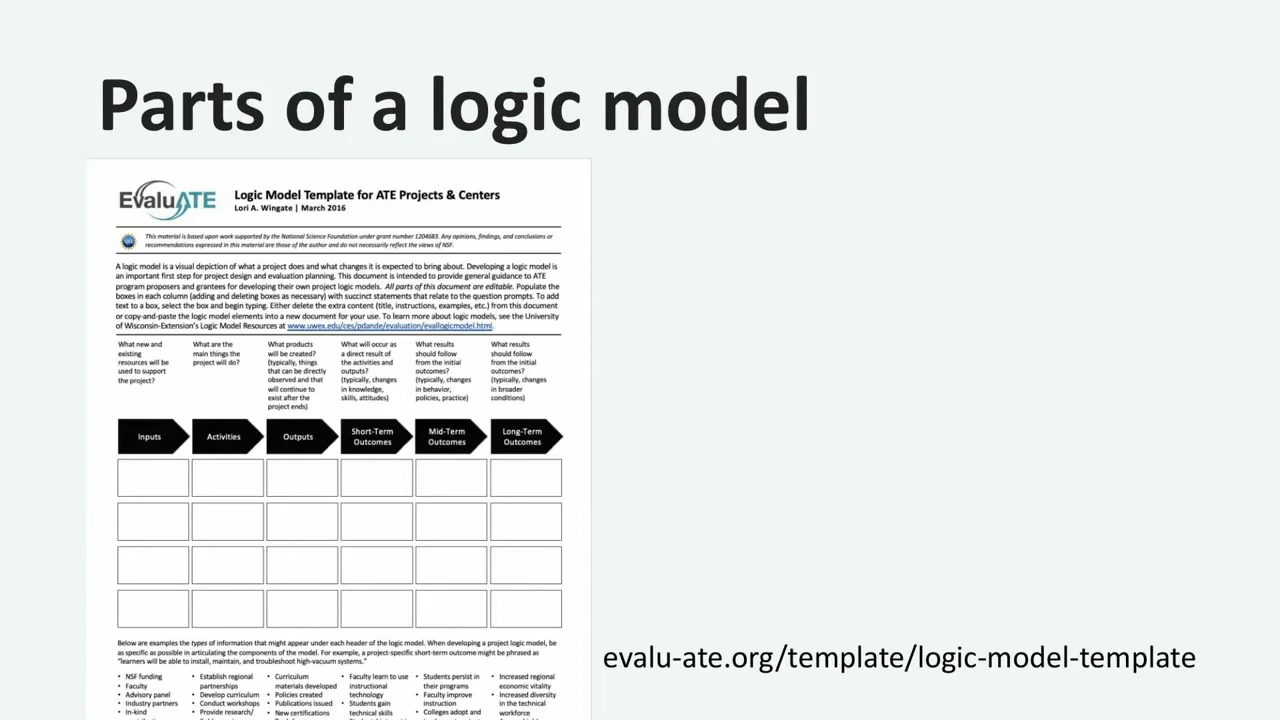 Parts of a logic model
EvaluATE
Logic Model Template for ATE Projects & Centers
Lori A. Wingate | March 2016
This material is based upon work supported by the National Science Foundation under grant number 1204683. Any opinions, findings, and conclusions or
recommendations expressed in this material are those of the author and do not necessarily reflect the views of NSF.
A logic model is a visual depiction of what a project does and what changes it is expected to bring about. Developing a logic model is
an important first step for project design and evaluation planning. This document is intended to provide general guidance to ATE
program proposers and grantees for developing their own project logic models. All parts of this document are editable. Populate the
boxes in each column (adding and deleting boxes as necessary) with succinct statements that relate to the question prompts. To add
text to a box, select the box and begin typing. Either delete the extra content (title, instructions, examples, etc.) from this document
or copy-and-paste the logic model elements into a new document for your use. To learn more about logic models, see the University
of Wisconsin-Extension's Logic Model Resources at www.uwex.edu/ces/pdande/evaluation/evallogicmodel.html.
What new and
existing
resources will be
used to support
the project?
What are the
main things the
project will do?
What products
will be created?
(typically, things
that can be directly
observed and that
will continue to
exist after the
project ends)
What will occur as
a direct result of
the activities and
outputs?
(typically, changes
in knowledge,
skills, attitudes)
What results
should follow
from the initial
outcomes?
(typically, changes
in behavior,
policies, practice)
What results
should follow
from the initial
outcomes?
(typically, changes
in broader
conditions)
Inputs
Activities
Outputs
Short-Term
Outcomes
Mid-Term
Outcomes
Long-Term
Outcomes
Below are examples the types of information that might appear under each header of the logic model. When developing a project logic model, be
as specific as possible in articulating the components of the model. For example, a project-specific short-term outcome might be phrased as
"learners will be able to install, maintain, and troubleshoot high-vacuum systems."
• NSF funding
• Faculty
• Advisory panel
• Industry partners
• In-kind
• Establish regional
partnerships
• Develop curriculum
• Conduct workshops
• Provide research/
• Curriculum
materials developed
• Policies created
• Publications issued
• New certifications
• Faculty learn to use
instructional
technology
• Students gain
technical skills
• Students persist in
their programs
• Faculty improve
instruction
• Colleges adopt and
• Increased regional
economic vitality
• Increased diversity
in the technical
workforce
evalu-ate.org/template/logic-model-template